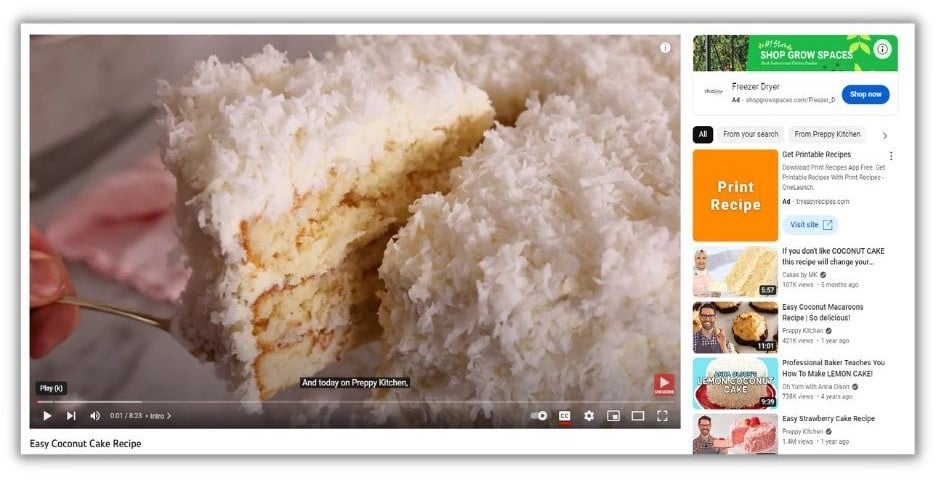 And today on Preppy Kitchen,
Play (k)
0:01 / 8:23 • Intro
Easy Coconut Cake Recipe
SHOP GROW SPACES
Freezer Dryer
Ad · shopgrowspaces.com/Freezer_D
Shop now
All
From your search
From Preppy Kitchen
Print
Recipe
Get Printable Recipes
Download Print Recipes App Free. Get
Printable Recipes With Print Recipes -
OneLaunch.
Ad · tryeasyrecipes.com
Visit site
5:57
If you don't like COCONUT CAKE
this recipe will change your...
Cakes by MK
107K views · 5 months ago
11:01
Easy Coconut Macaroons
Recipe | So delicious!
Preppy Kitchen
421K views · 1 year ago
ANNA OLSON'S
LEMON COCONUT
CAKE
9:39
Professional Baker Teaches You
How To Make LEMON CAKE!
Oh Yum with Anna Olson
738K views · 4 years ago
Easy Strawberry Cake Recipe
Preppy Kitchen
1.4M views · 1 year ago